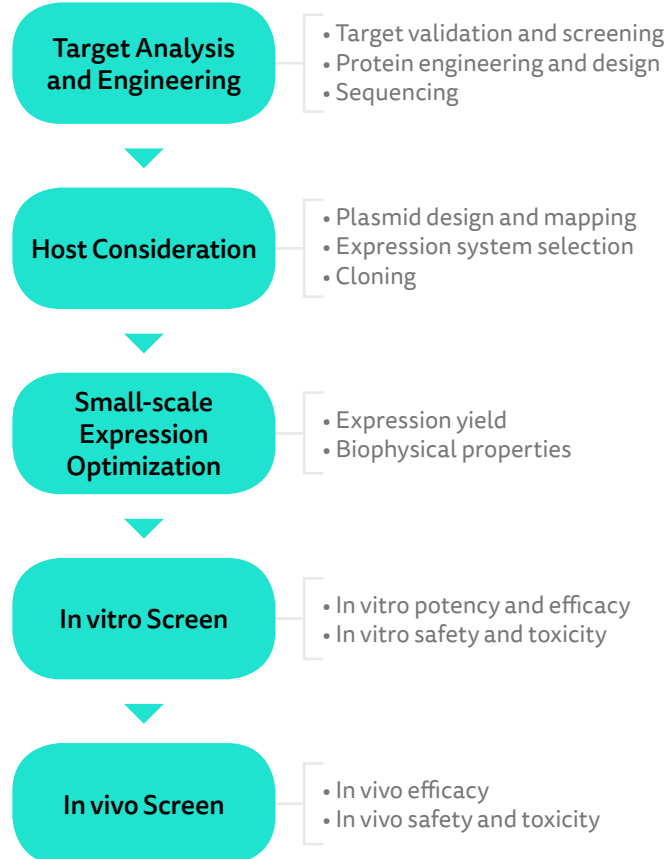 Target Analysis
and Engineering
• Target validation and screening
• Protein engineering and design
• Sequencing
Host Consideration
• Plasmid design and mapping
• Expression system selection
• Cloning
Small-scale
Expression
Optimization
• Expression yield
• Biophysical properties
In vitro Screen
• In vitro potency and efficacy
• In vitro safety and toxicity
In vivo Screen
• In vivo efficacy
• In vivo safety and toxicity